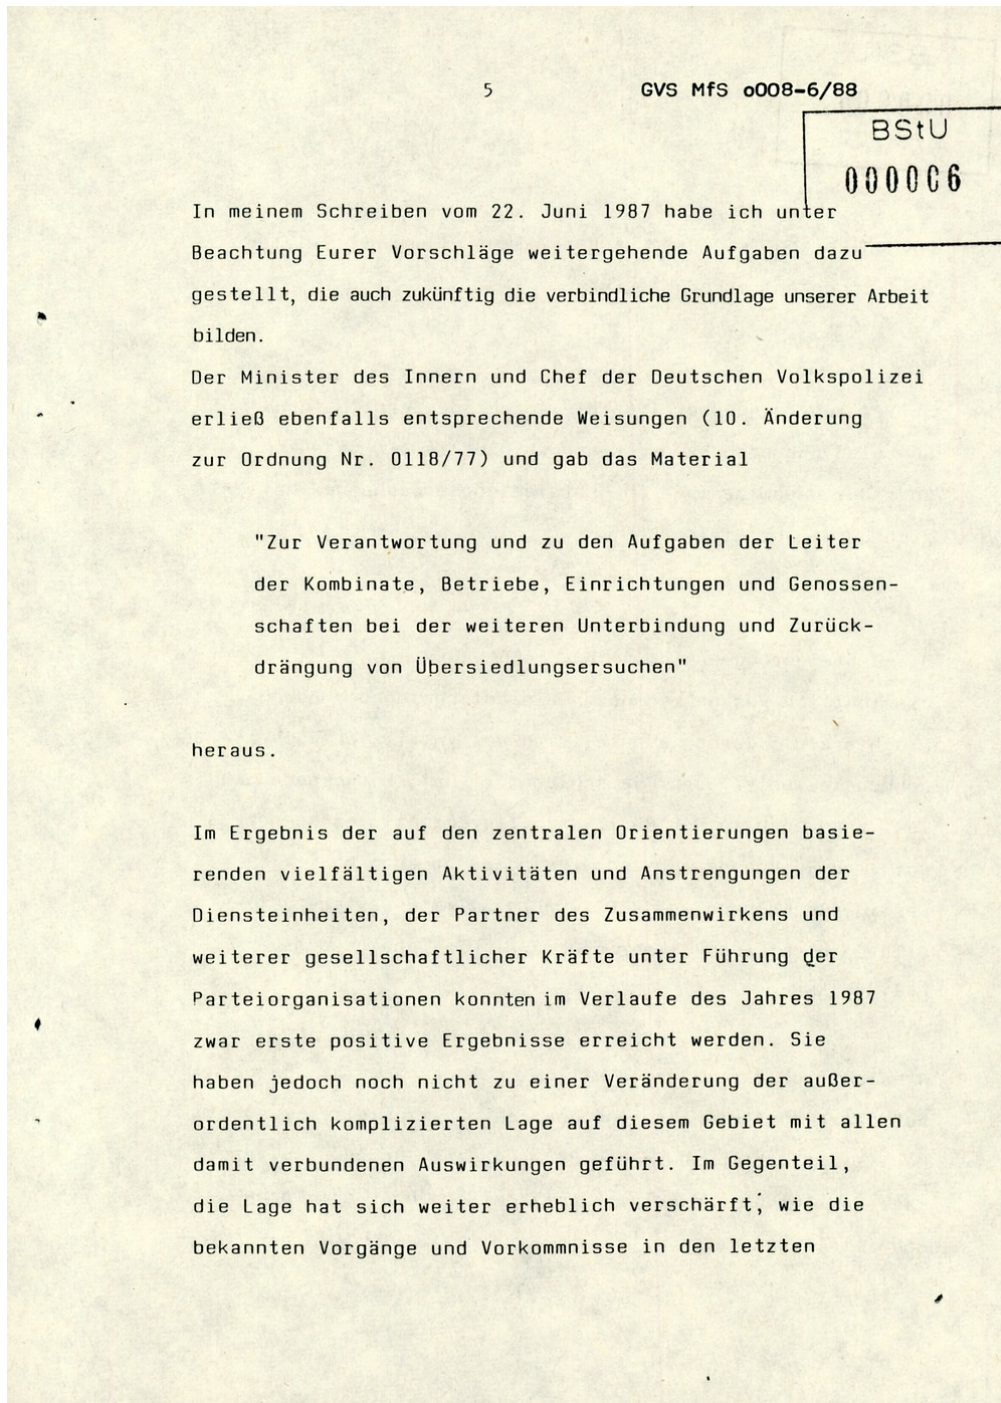 5
GVS MfS o008-6/88
BStU
000006
In meinem Schreiben vom 22. Juni 1987 habe ich unter
Beachtung Eurer Vorschläge weitergehende Aufgaben dazu
gestellt, die auch zukünftig die verbindliche Grundlage unserer Arbeit
bilden.
Der Minister des Innern und Chef der Deutschen Volkspolizei
erließ ebenfalls entsprechende Weisungen (10. Änderung
zur Ordnung Nr. 0118/77) und gab das Material
"Zur Verantwortung und zu den Aufgaben der Leiter
der Kombinate, Betriebe, Einrichtungen und Genossen-
schaften bei der weiteren Unterbindung und Zurück-
drängung von Übersiedlungsersuchen"
heraus.
Im Ergebnis der auf den zentralen Orientierungen basie-
renden vielfältigen Aktivitäten und Anstrengungen der
Diensteinheiten, der Partner des Zusammenwirkens und
weiterer gesellschaftlicher Kräfte unter Führung der
Parteiorganisationen konnten im Verlaufe des Jahres 1987
zwar erste positive Ergebnisse erreicht werden. Sie
haben jedoch noch nicht zu einer Veränderung der außer-
ordentlich komplizierten Lage auf diesem Gebiet mit allen
damit verbundenen Auswirkungen geführt. Im Gegenteil,
die Lage hat sich weiter erheblich verschärft, wie die
bekannten Vorgänge und Vorkommnisse in den letzten